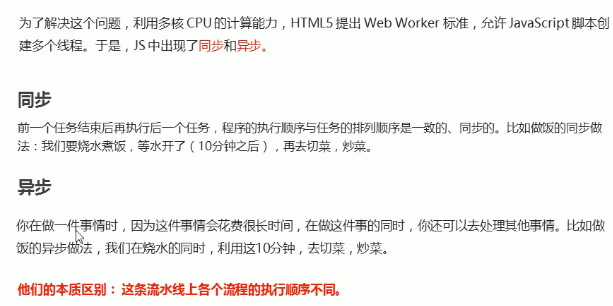 为了解决这个问题，利用多核 CPU 的计算能力，HTML5 提出 Web Worker 标准，允许 JavaScript 脚本创
建多个线程。于是，JS 中出现了同步和异步。
同步
前一个任务结束后再执行后一个任务，程序的执行顺序与任务的排列顺序是一致的、同步的。比如做饭的同步做
法：我们要烧水煮饭，等水开了（10分钟之后），再去切菜，炒菜。
异步
你在做一件事情时，因为这件事情会花费很长时间，在做这件事的同时，你还可以去处理其他事情。比如做
饭的异步做法，我们在烧水的同时，利用这10分钟，去切菜，炒菜。
他们的本质区别：这条流水线上各个流程的执行顺序不同。